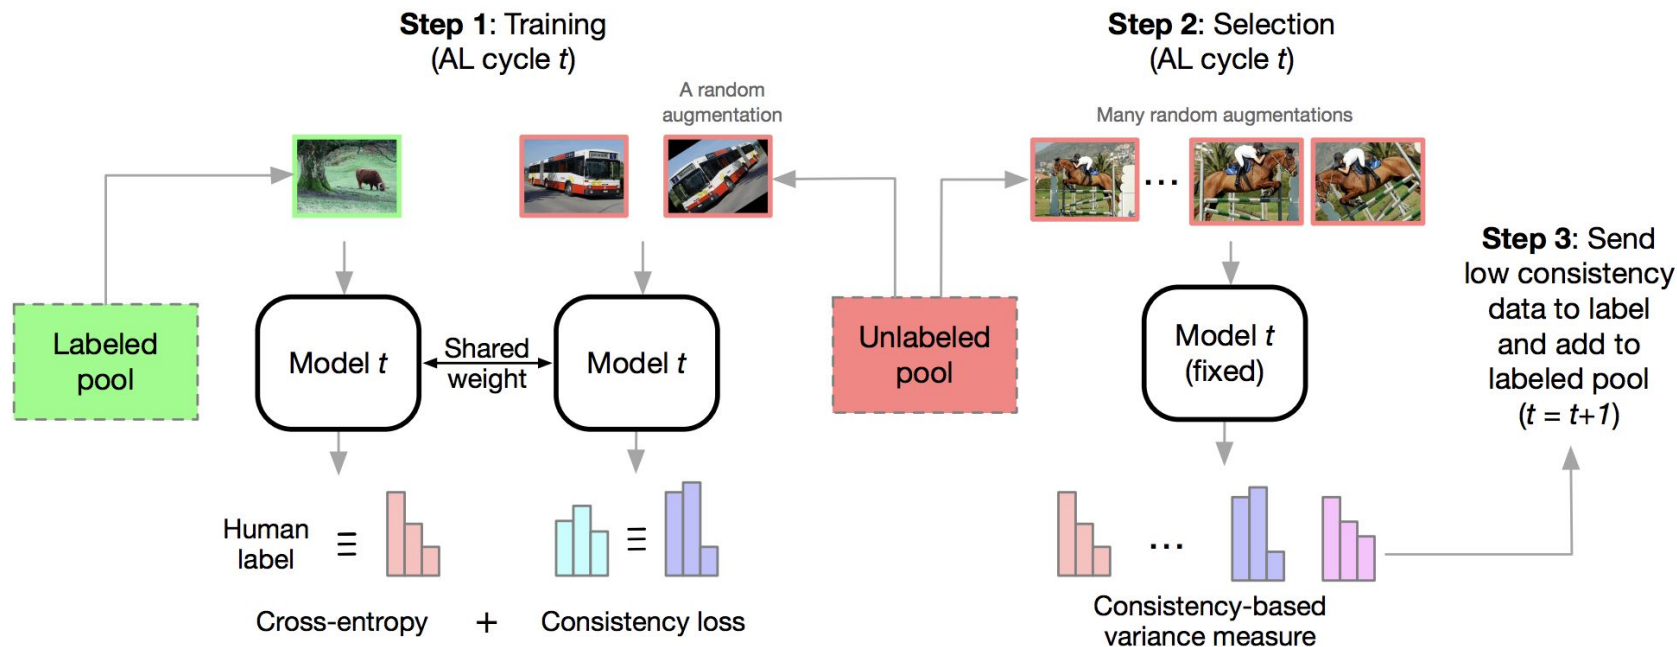 Step 1: Training
(AL cycle t)
A random
augmentation
Labeled
pool
Model t
Shared
weight
Model t
Human
label
Cross-entropy + Consistency loss
Unlabeled
pool
Step 2: Selection
(AL cycle t)
Many random augmentations
...
Model t
(fixed)
...
Consistency-based
variance measure
Step 3: Send
low consistency
data to label
and add to
labeled pool
(t = t+1)